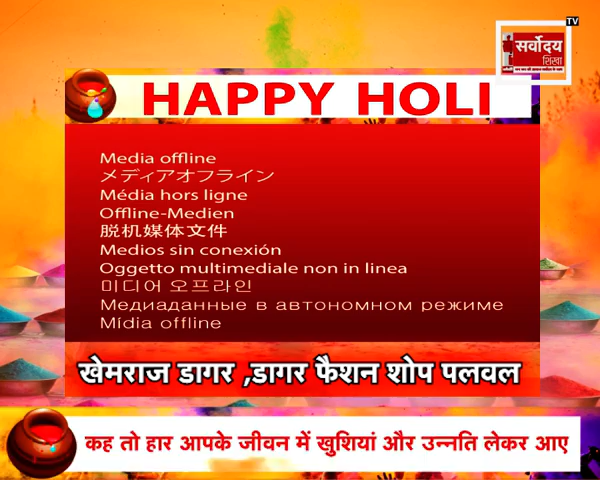 TV
सर्वोदय
शिखा
HAPPY HOLI
Media offline
メディアオフライン
Média hors ligne
Offline-Medien
脱机媒体文件
Medios sin conexión
Oggetto multimediale non in linea
미디어 오프라인
Медиаданные в автономном режиме
Mídia offline
खेमराज डागर ,डागर फैशन शोप पलवल
कह तो हार आपके जीवन में खुशियां और उन्नति लेकर आए